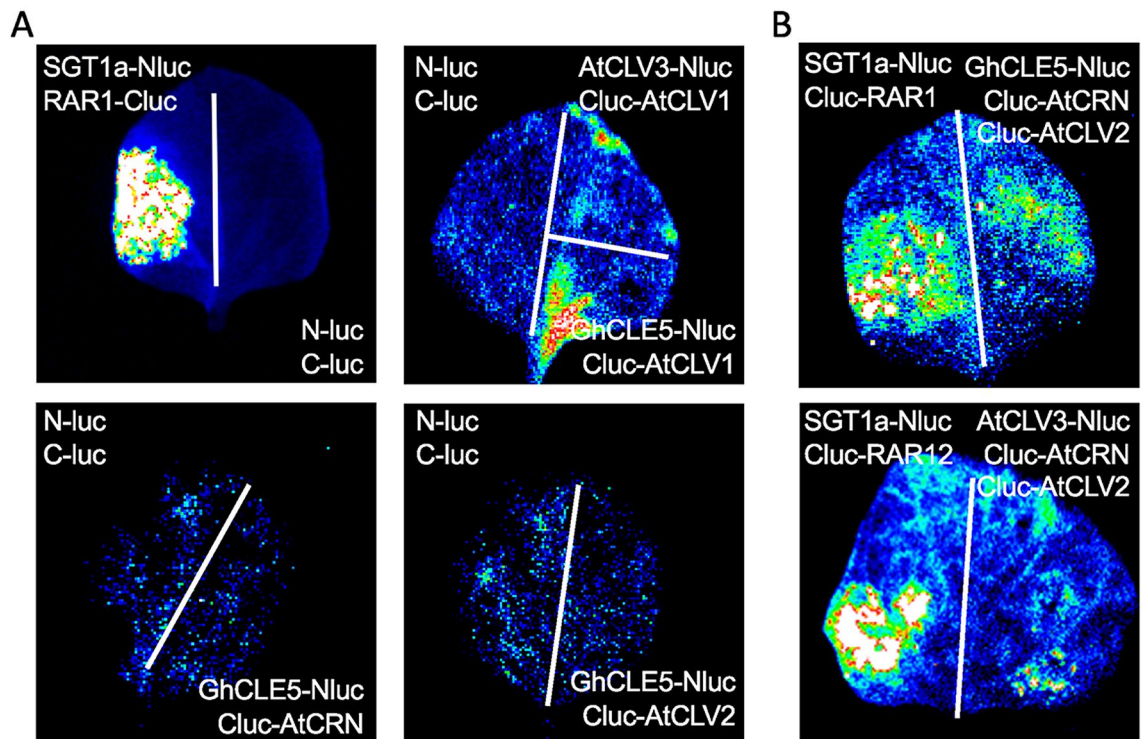 A
SGT1a-Nluc
RAR1-Cluc
N-luc
C-luc
N-luc
C-luc
AtCLV3-Nluc
Cluc-AtCLV1
GhCLE5-Nluc
Cluc-AtCLV1
N-luc
C-luc
GhCLE5-Nluc
Cluc-AtCRN
N-luc
C-luc
GhCLE5-Nluc
Cluc-AtCLV2
B
SGT1a-Nluc
Cluc-RAR1
GhCLE5-Nluc
Cluc-AtCRN
Cluc-AtCLV2
SGT1a-Nluc
Cluc-RAR12
AtCLV3-Nluc
Cluc-AtCRN
Cluc-AtCLV2